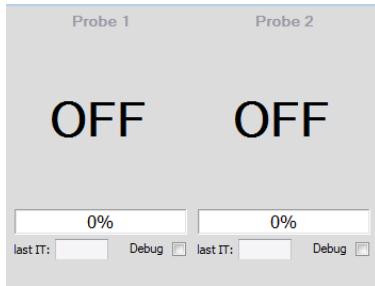 Probe 1 Probe 2
OFF OFF
0% 0%
last IT: Debug last IT: Debug